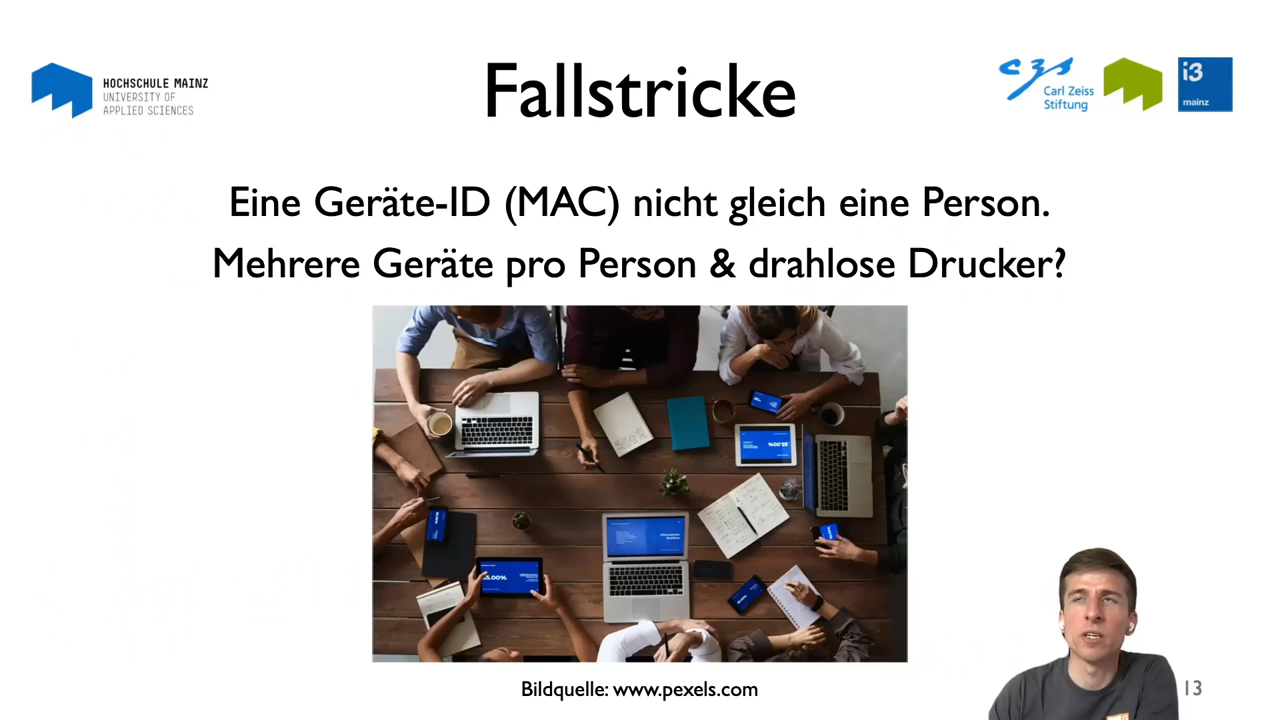 HOCHSCHULE MAINZ
UNIVERSITY OF
APPLIED SCIENCES
Fallstricke
czs
Carl Zeiss
Stiftung
i3
mainz
Eine Geräte-ID (MAC) nicht gleich eine Person.
Mehrere Geräte pro Person & drahlose Drucker?
Bildquelle: www.pexels.com
13